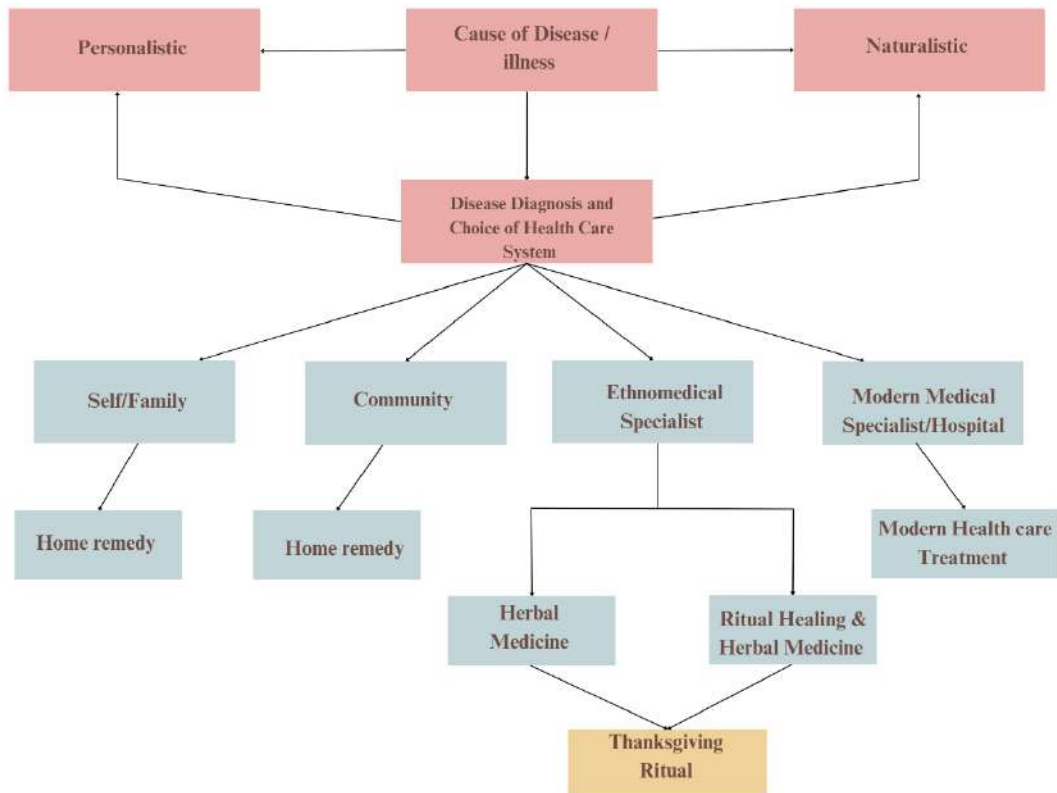 Personalistic
Cause of Disease /
illness
Naturalistic
Disease Diagnosis and
Choice of Health Care
System
Self/Family
Community
Ethnomedical
Specialist
Modern Medical
Specialist/Hospital
Home remedy
Home remedy
Modern Health care
Treatment
Herbal
Medicine
Ritual Healing &
Herbal Medicine
Thanksgiving
Ritual